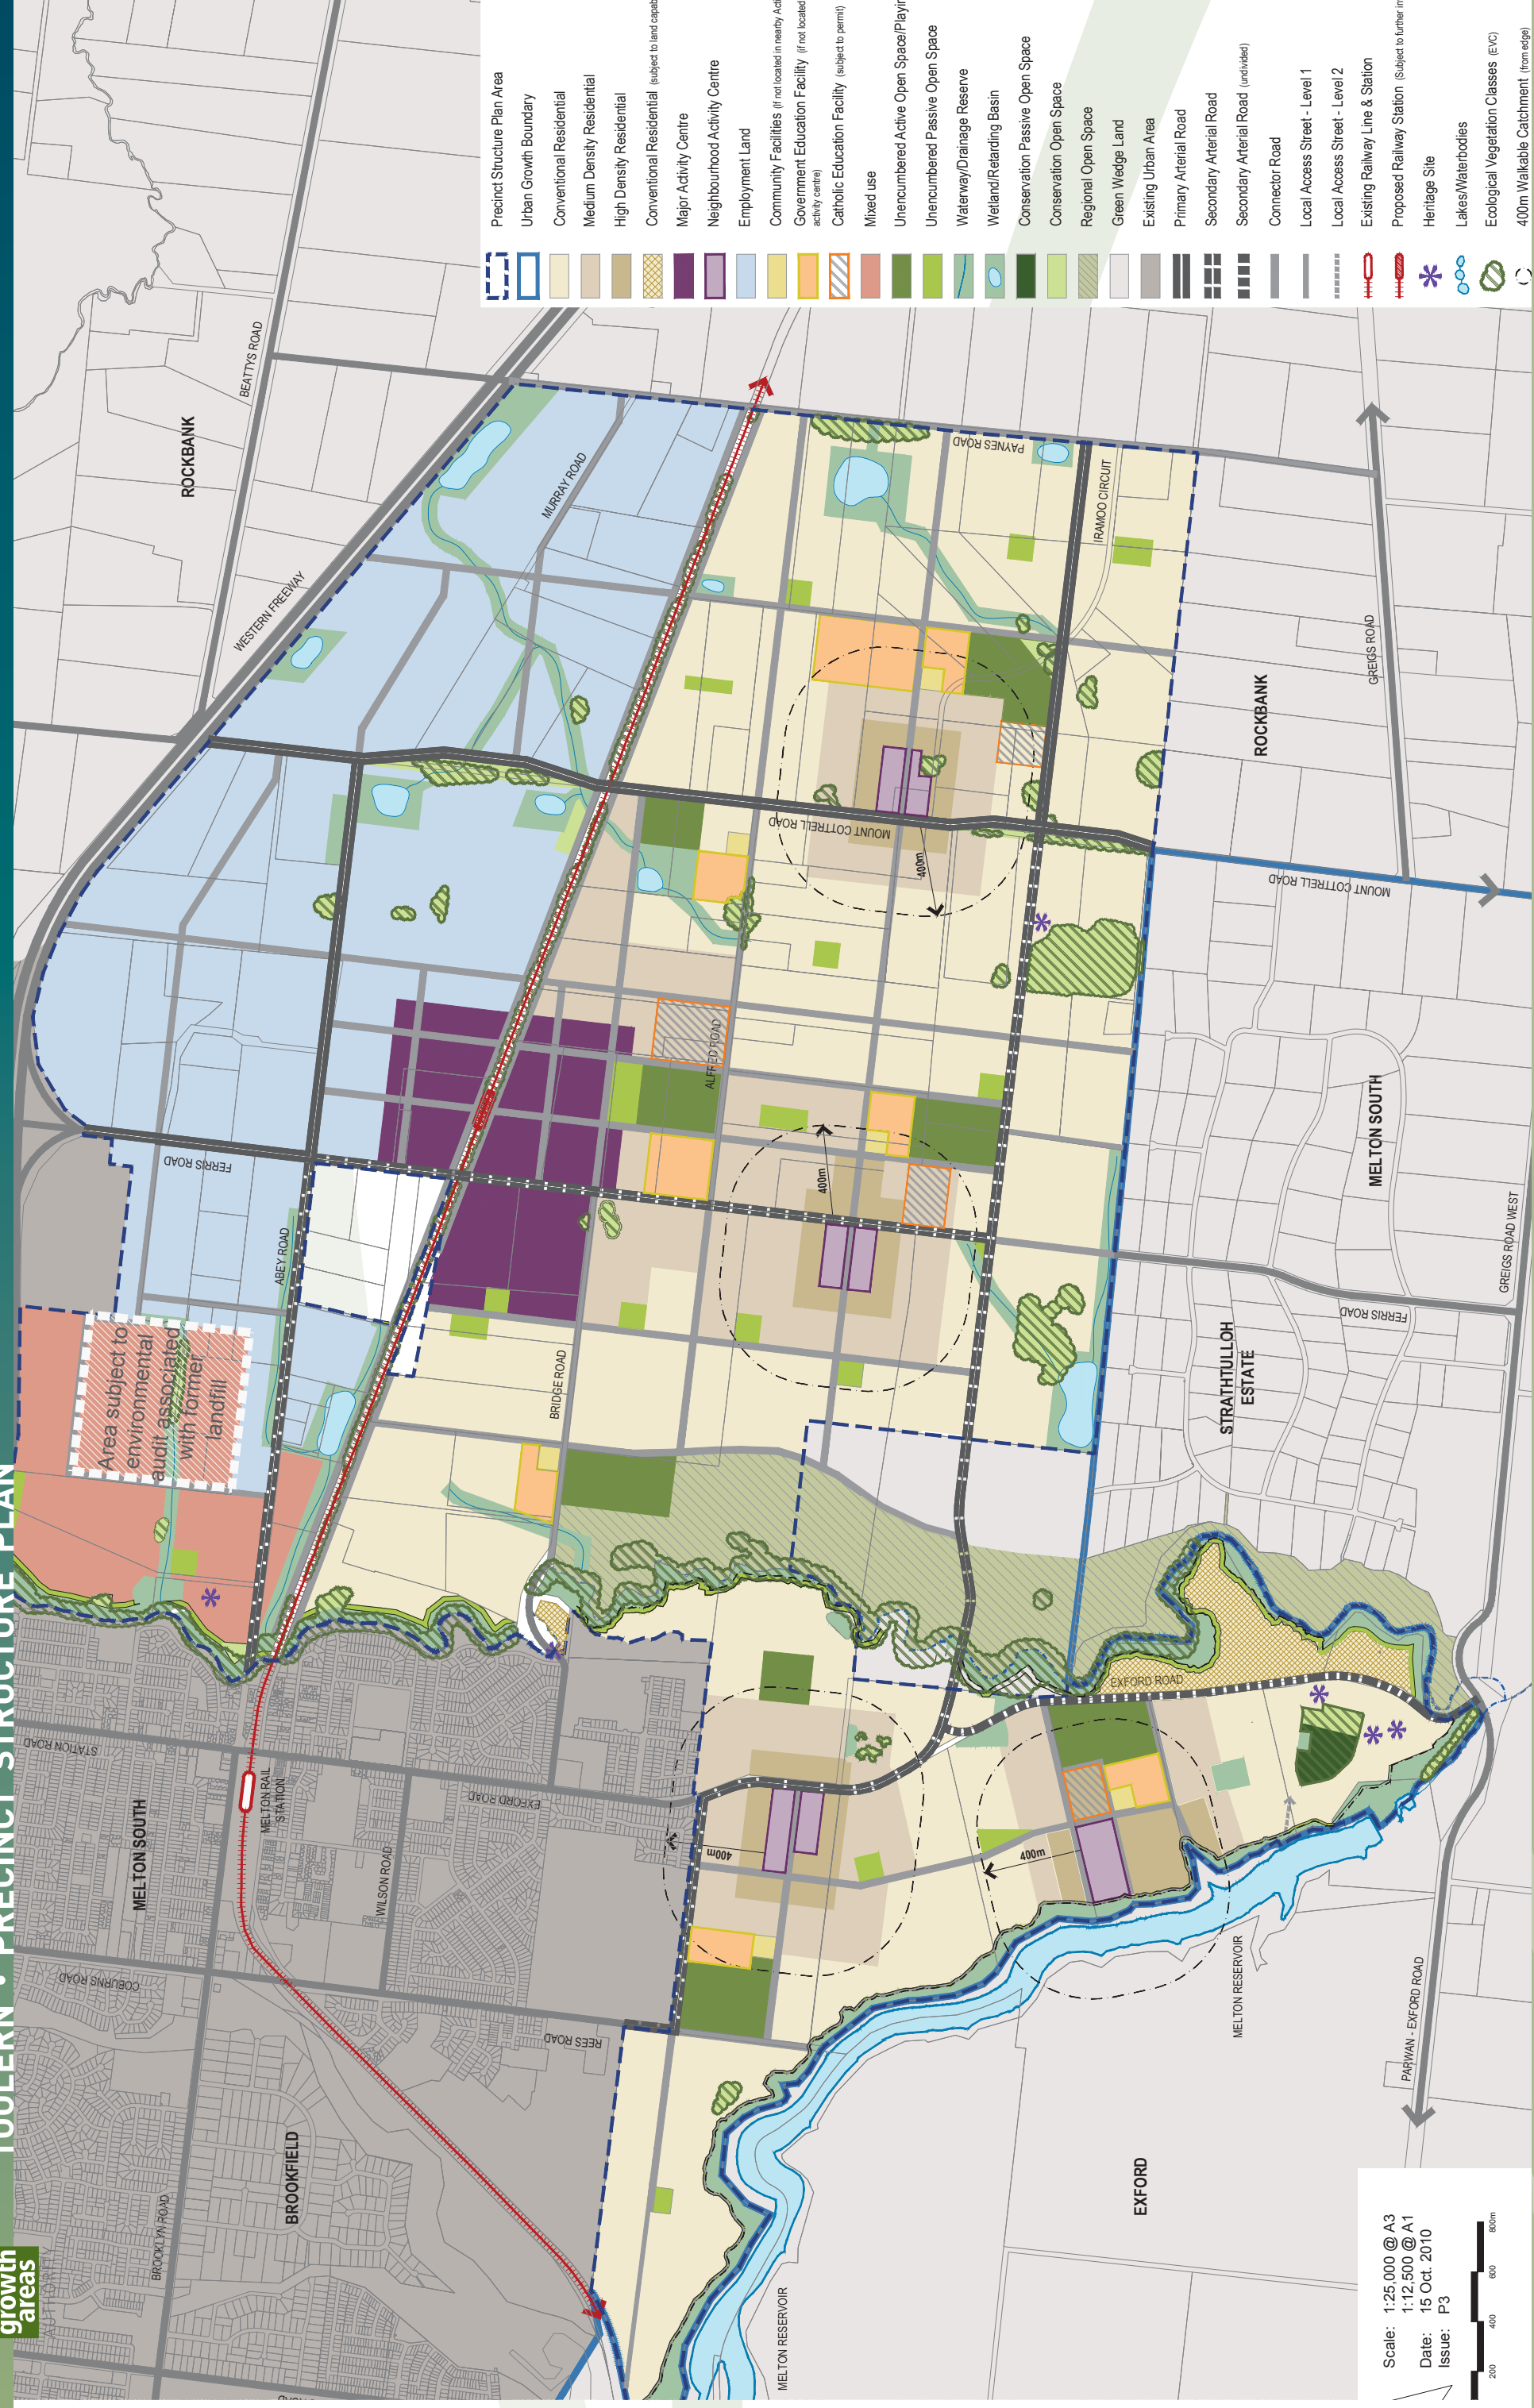 TOOLERN • PRECINCT STRUCTURE PLAN
growth
areas
AUTHORITY
Precinct Structure Plan Area
Urban Growth Boundary
Conventional Residential
Medium Density Residential
High Density Residential
Conventional Residential (subject to land capab
Major Activity Centre
Neighbourhood Activity Centre
Employment Land
Community Facilities (if not located in nearby Acti
Government Education Facility (if not located
activity centre)
Catholic Education Facility (subject to permit)
Mixed use
Unencumbered Active Open Space/Playin
Unencumbered Passive Open Space
Waterway/Drainage Reserve
Wetland/Retarding Basin
Conservation Passive Open Space
Conservation Open Space
Regional Open Space
Green Wedge Land
Existing Urban Area
Primary Arterial Road
Secondary Arterial Road
Secondary Arterial Road (undivided)
Connector Road
Local Access Street - Level 1
Local Access Street - Level 2
Existing Railway Line & Station
Proposed Railway Station (Subject to further in
Heritage Site
Lakes/Waterbodies
Ecological Vegetation Classes (EVC)
400m Walkable Catchment (from edge)
ROCKBANK
BEATTYS ROAD
WESTERN FREEWAY
MURRAY ROAD
PAYNES ROAD
IRAMOO CIRCUIT
GREIGS ROAD
ROCKBANK
MOUNT COTTRELL ROAD
MOUNT COTTRELL ROAD
400m
FERRIS ROAD
ABEY ROAD
ALFRED ROAD
400m
MELTON SOUTH
GREIGS ROAD WEST
FERRIS ROAD
STRATHTULLOH
ESTATE
BRIDGE ROAD
Area subject to
environmental
audit associated
with former
landfill
EXFORD ROAD
STATION ROAD
MELTON SOUTH
MELTON RAIL
STATION
EXFORD ROAD
WILSON ROAD
COBURNS ROAD
REES ROAD
400m
400m
MELTON RESERVOIR
PARWAN - EXFORD ROAD
BROOKFIELD
BROOKLYN ROAD
EXFORD
MELTON RESERVOIR
Scale: 1:25,000 @ A3
1:12,500 @ A1
Date: 15 Oct. 2010
Issue: P3
200 400 600 800m